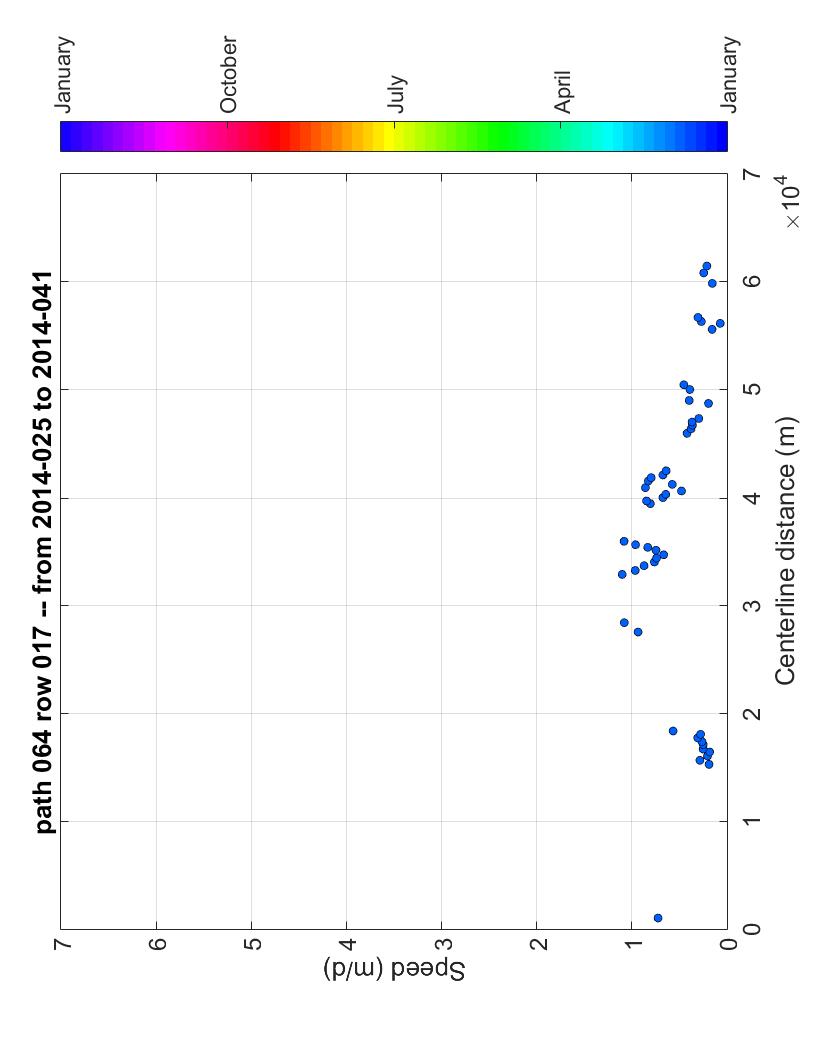 path 064 row 017 -- from 2014-025 to 2014-041
7
6
5
4
3
2
1
0
Speed (m/d)
0
1
2
3
4
5
6
7
×10⁴
Centerline distance (m)
January
October
July
April
January